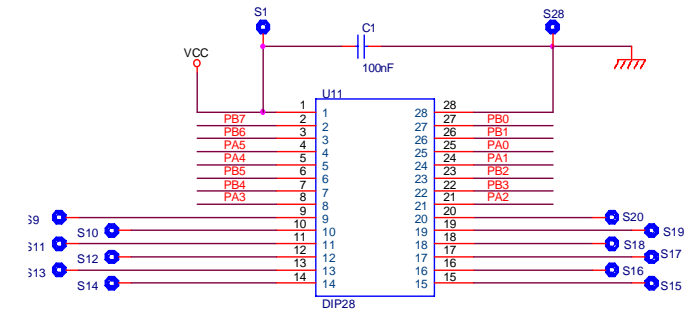 S1
S28
C1
VCC
100nF
U11
1 1 28 28
PB7 2 2 27 27 PB0
PB6 3 3 26 26 PB1
PA5 4 4 25 25 PA0
PA4 5 5 24 24 PA1
PB5 6 6 23 23 PB2
PB4 7 7 22 22 PB3
PA3 8 8 21 21 PA2
9 9 20 20 S20
S10 10 10 19 19 S19
S11 11 11 18 18 S18
S12 12 12 17 17 S17
S13 13 13 16 16 S16
S14 14 14 15 15 S15
DIP28